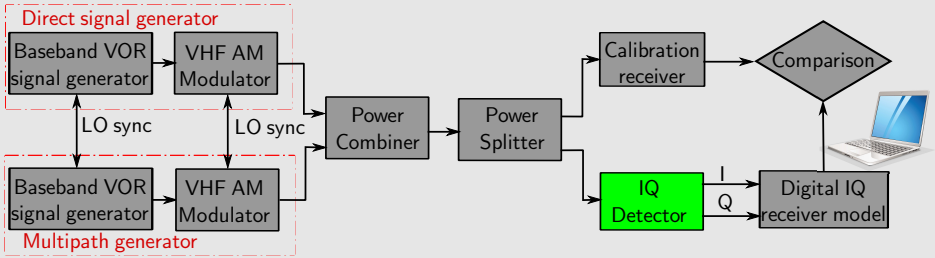 Direct signal generator
Baseband VOR
signal generator
VHF AM
Modulator
LO sync
LO sync
Baseband VOR
signal generator
VHF AM
Modulator
Multipath generator
Power
Combiner
Power
Splitter
Calibration
receiver
Comparison
IQ
Detector
I
Q
Digital IQ
receiver model